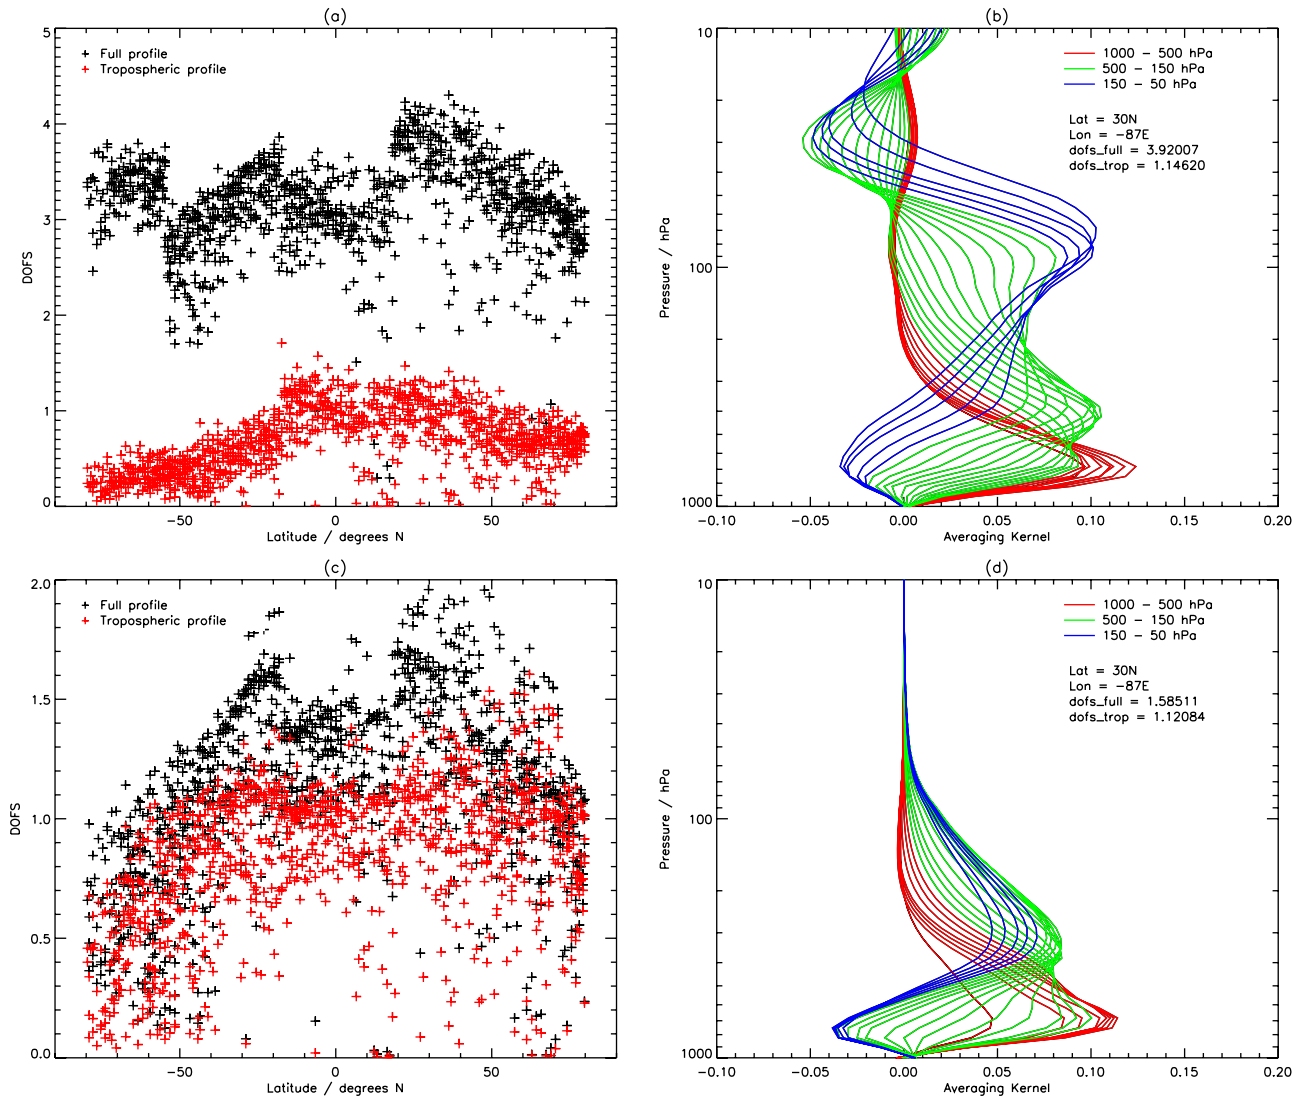 (a)
5
4
3
2
1
0
DOFS
+ Full profile
+ Tropospheric profile
−50
0
50
Latitude / degrees N
(b)
10
100
1000
Pressure / hPa
1000 − 500 hPa
500 − 150 hPa
150 − 50 hPa
Lat = 30N
Lon = −87E
dofs_full = 3.92007
dofs_trop = 1.14620
−0.10
−0.05
0.00
0.05
0.10
0.15
0.20
Averaging Kernel
(c)
2.0
1.5
1.0
0.5
0.0
DOFS
+ Full profile
+ Tropospheric profile
−50
0
50
Latitude / degrees N
(d)
10
100
1000
Pressure / hPa
1000 − 500 hPa
500 − 150 hPa
150 − 50 hPa
Lat = 30N
Lon = −87E
dofs_full = 1.58511
dofs_trop = 1.12084
−0.10
−0.05
0.00
0.05
0.10
0.15
0.20
Averaging Kernel